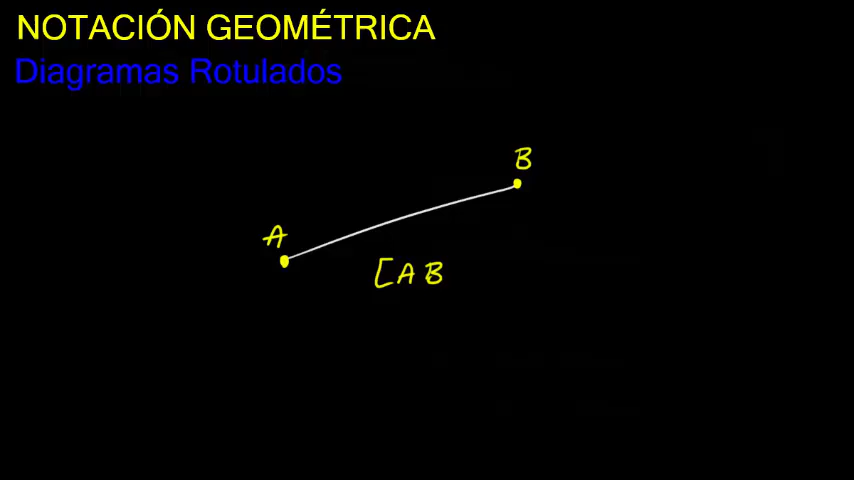 NOTACIÓN GEOMÉTRICA
Diagramas Rotulados
B
A
[AB